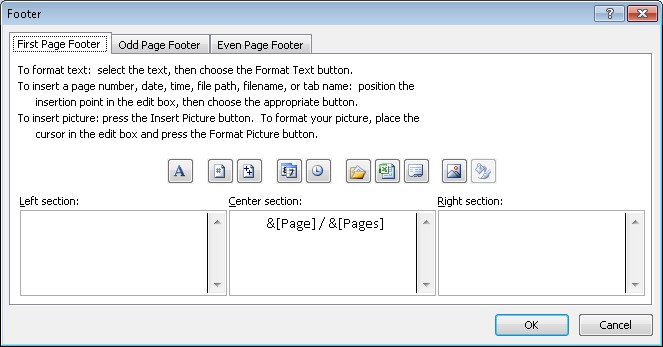 Footer
First Page Footer
Odd Page Footer
Even Page Footer
To format text: select the text, then choose the Format Text button.
To insert a page number, date, time, file path, filename, or tab name: position the
insertion point in the edit box, then choose the appropriate button.
To insert picture: press the Insert Picture button. To format your picture, place the
cursor in the edit box and press the Format Picture button.
A
Left section:
Center section:
Right section:
&[Page] / &[Pages]
OK
Cancel